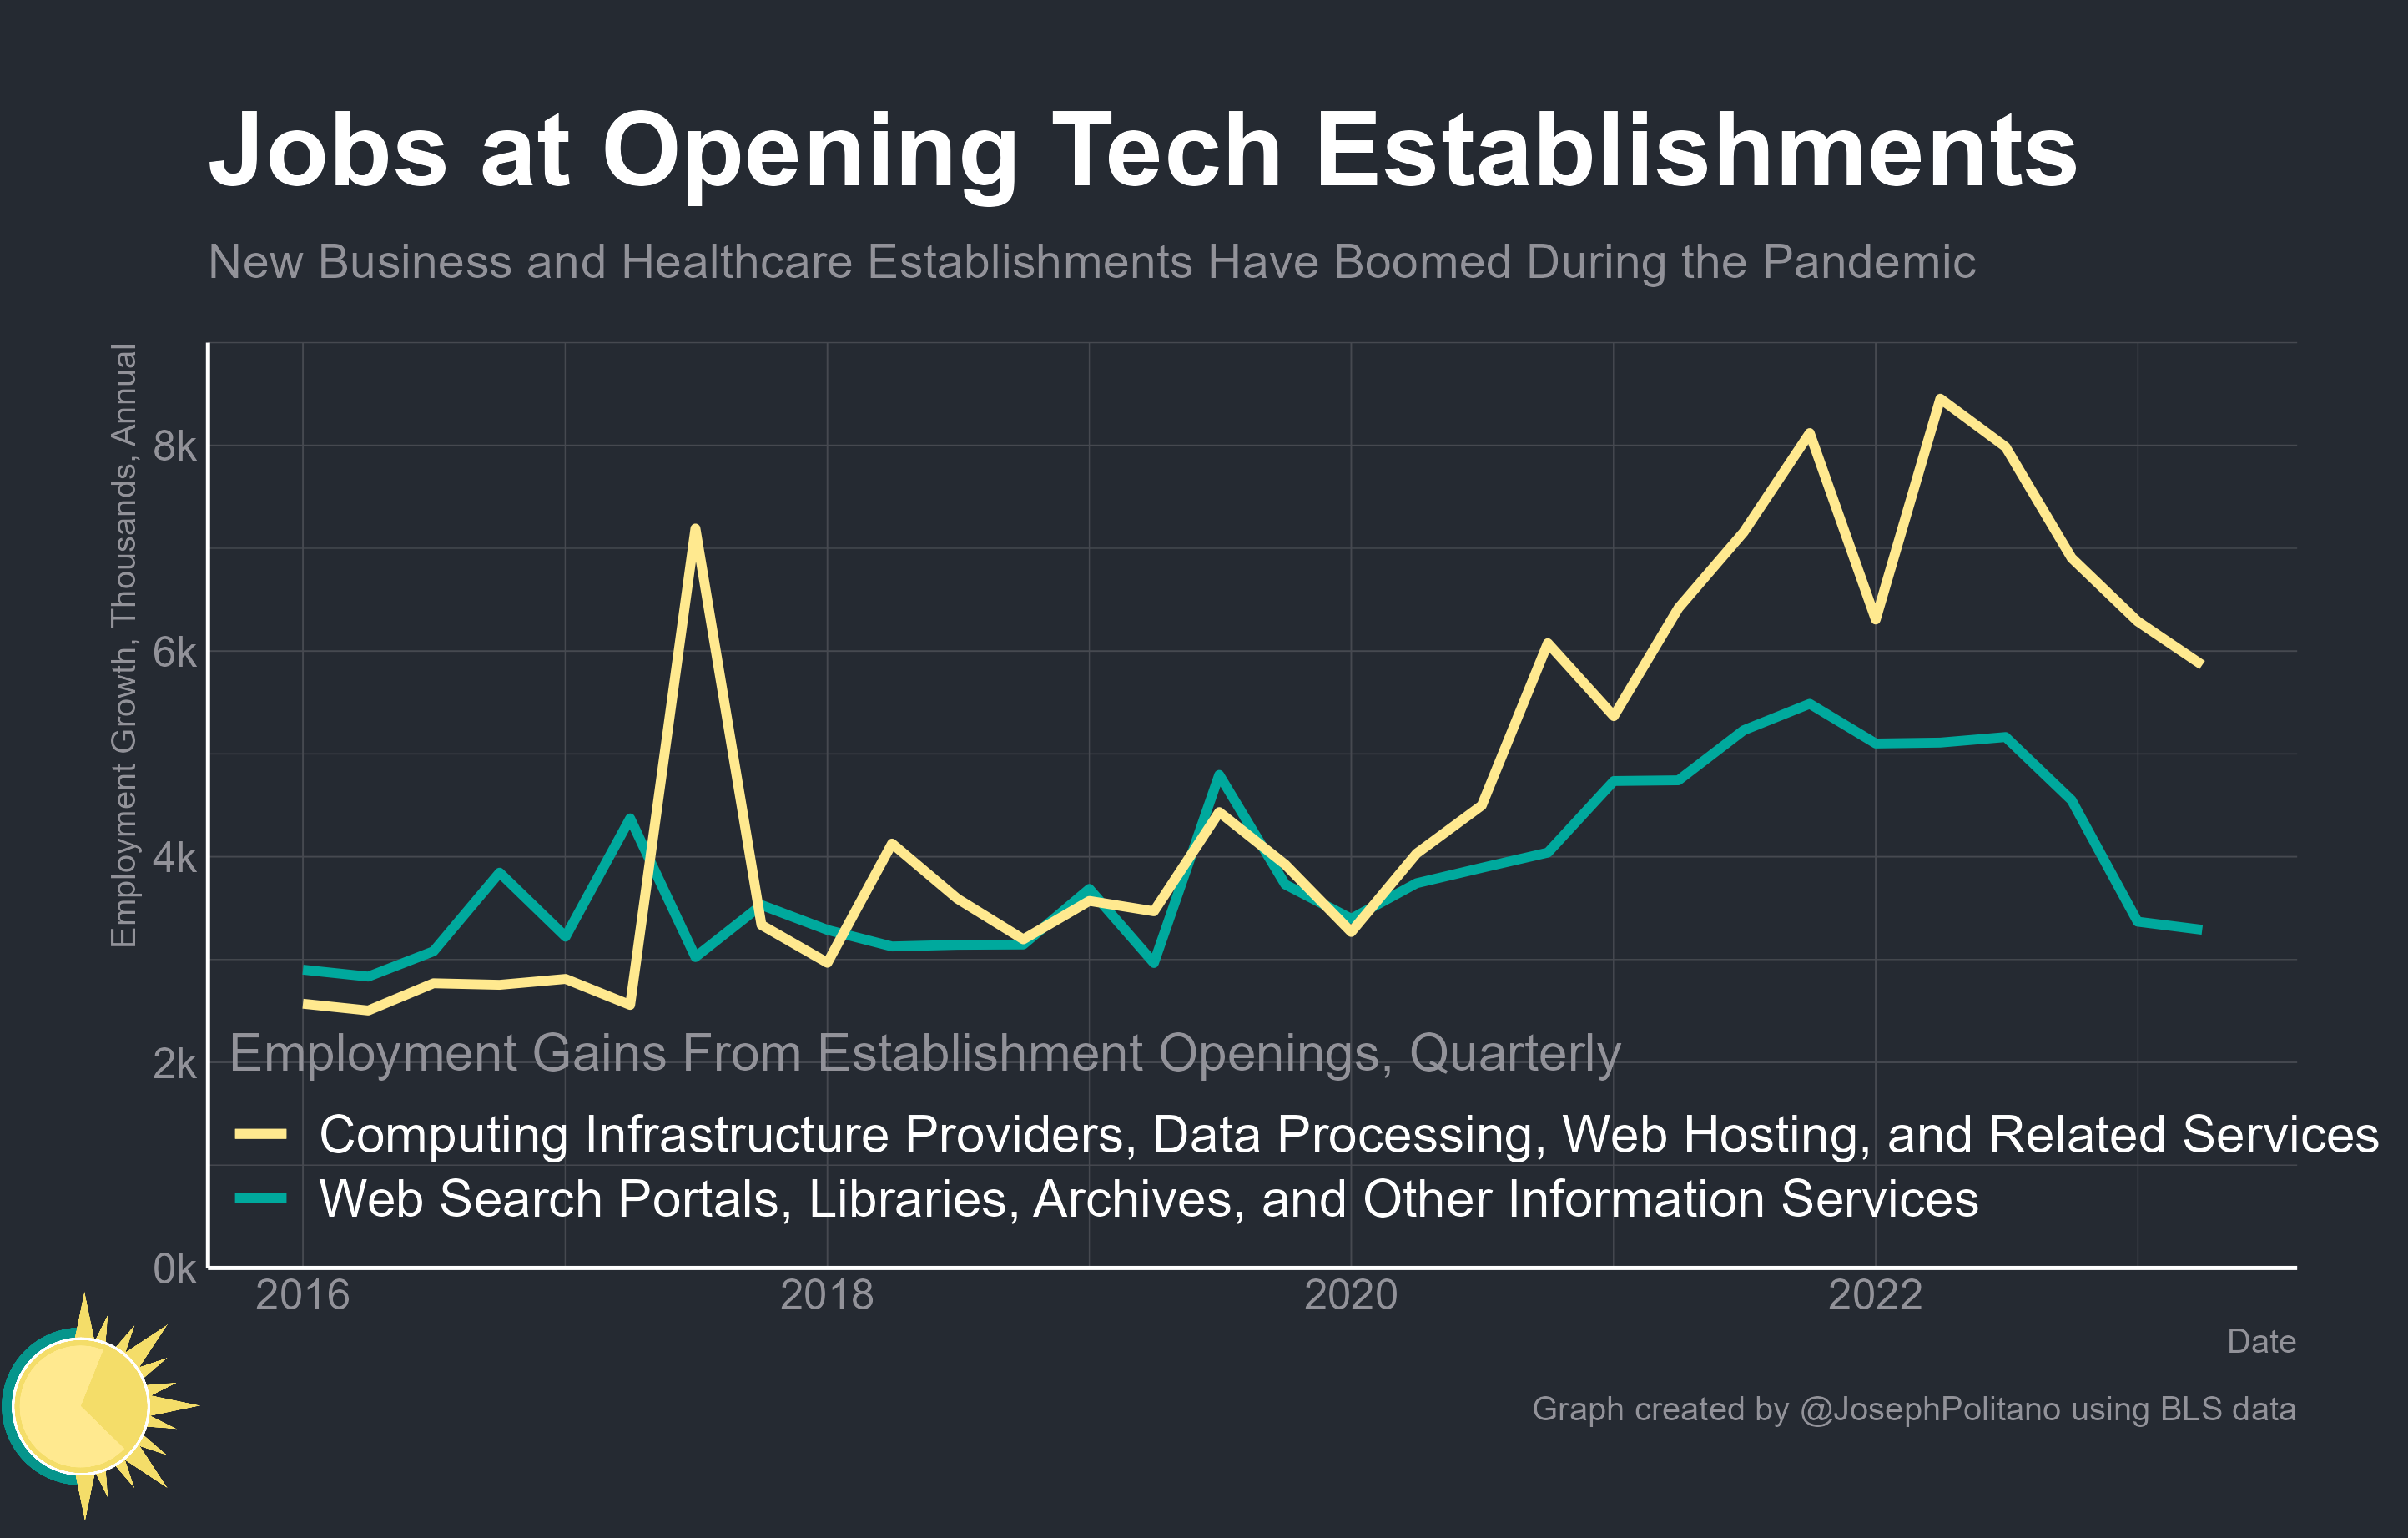 Jobs at Opening Tech Establishments
New Business and Healthcare Establishments Have Boomed During the Pandemic
Employment Growth, Thousands, Annual
8k
6k
4k
2k
0k
Employment Gains From Establishment Openings, Quarterly
Computing Infrastructure Providers, Data Processing, Web Hosting, and Related Services
Web Search Portals, Libraries, Archives, and Other Information Services
2016 2018 2020 2022
Date
Graph created by @JosephPolitano using BLS data